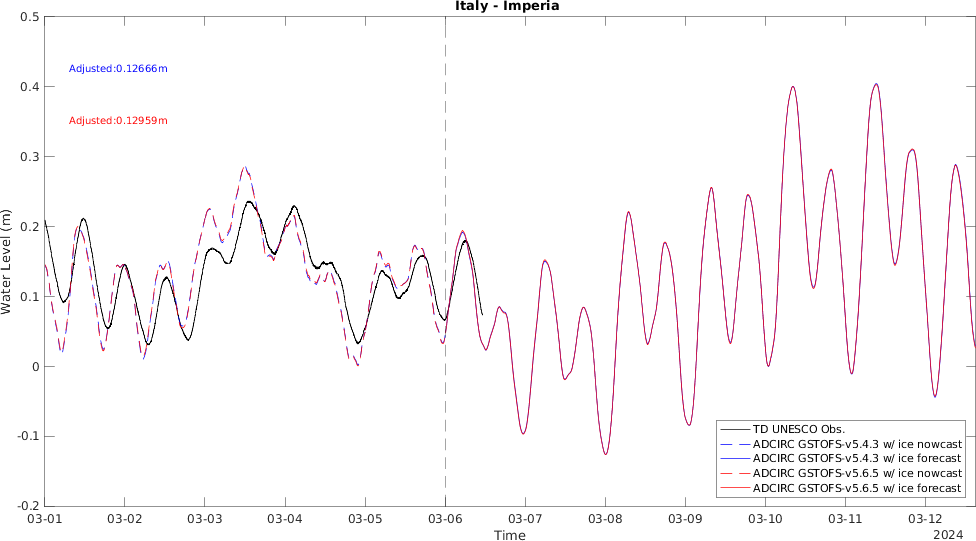 Italy - Imperia
0.5
0.4
0.3
0.2
0.1
0
-0.1
-0.2
Water Level (m)
Adjusted:0.12666m
Adjusted:0.12959m
TD UNESCO Obs.
ADCIRC GSTOFS-v5.4.3 w/ ice nowcast
ADCIRC GSTOFS-v5.4.3 w/ ice forecast
ADCIRC GSTOFS-v5.6.5 w/ ice nowcast
ADCIRC GSTOFS-v5.6.5 w/ ice forecast
03-01 03-02 03-03 03-04 03-05 03-06 03-07 03-08 03-09 03-10 03-11 03-12
Time
2024